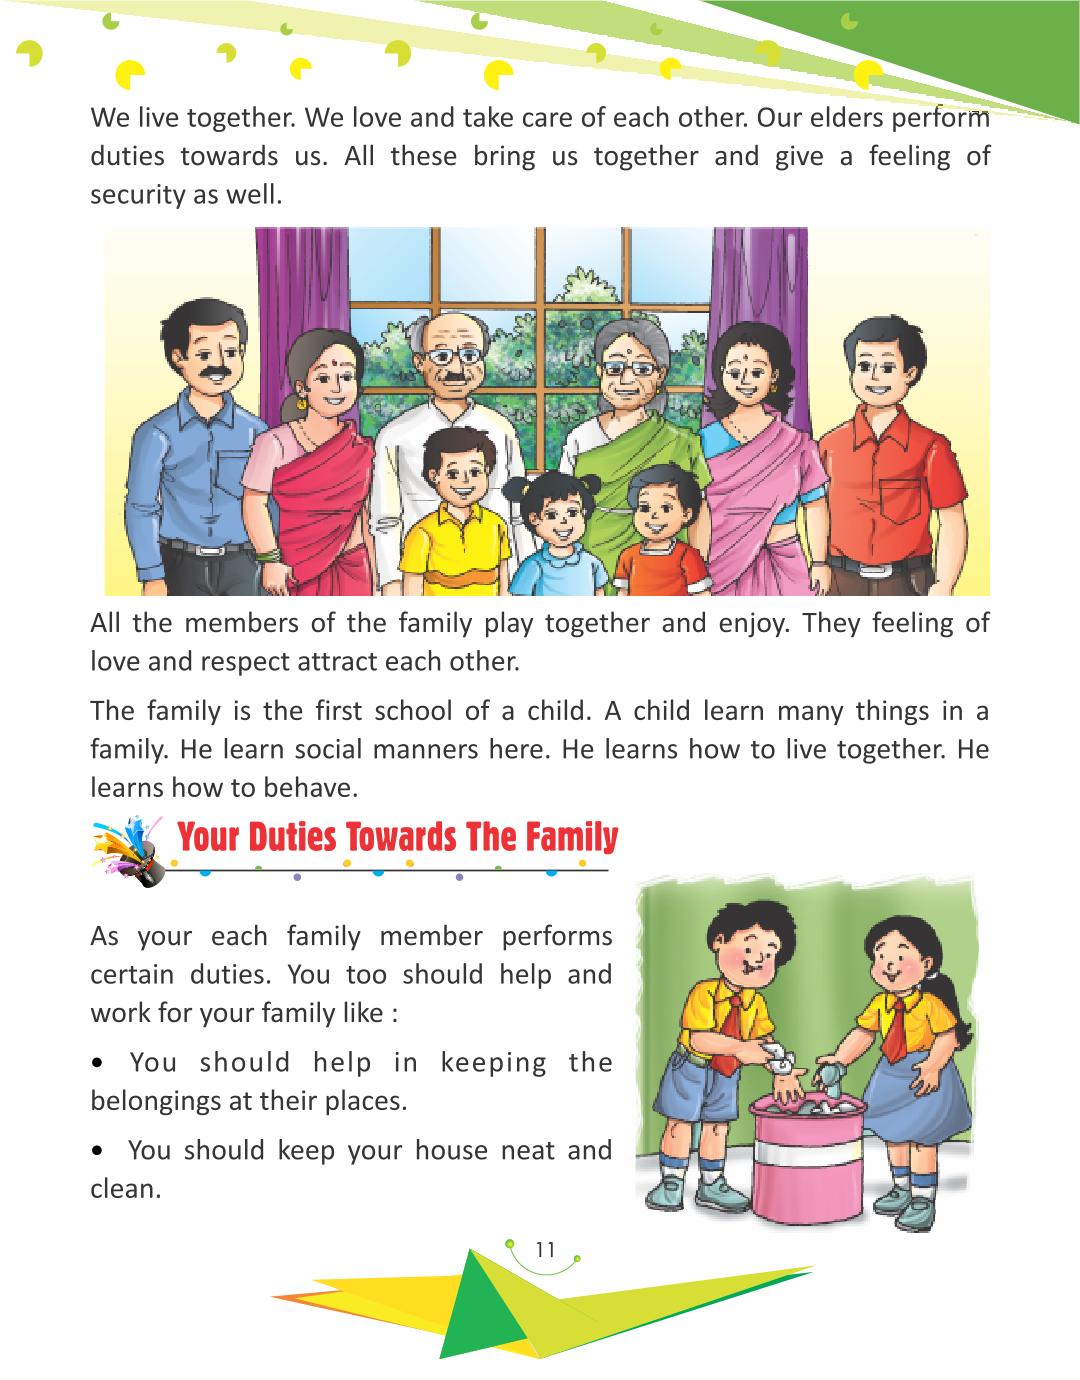 We live together. We love and take care of each other. Our elders perform
duties towards us. All these bring us together and give a feeling of
security as well.
All the members of the family play together and enjoy. They feeling of
love and respect attract each other.
The family is the first school of a child. A child learn many things in a
family. He learn social manners here. He learns how to live together. He
learns how to behave.
Your Duties Towards The Family
As your each family member performs
certain duties. You too should help and
work for your family like :
• You should help in keeping the
belongings at their places.
• You should keep your house neat and
clean.
11